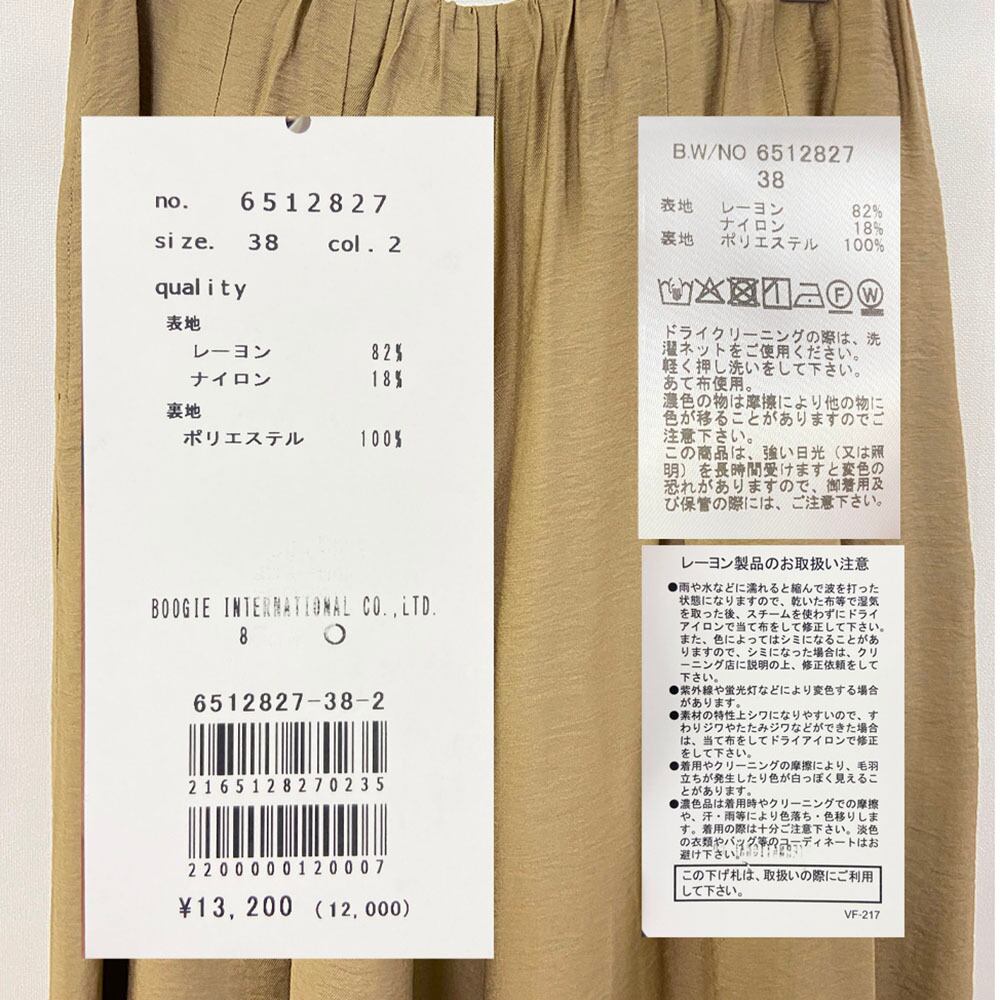 no. 6512827
size. 38 col. 2
quality
表地
レーヨン 82%
ナイロン 18%
裏地
ポリエステル 100%
BOOGIE INTERNATIONAL CO.,LTD.
8 ○
6512827-38-2
2165128270235
2200000120007
¥13,200 (12,000)
B.W/NO 6512827
38
表地 レーヨン 82%
ナイロン 18%
裏地 ポリエステル 100%
F W
ドライクリーニングの際は、洗
濯ネットをご使用ください。
軽く押し洗いをして下さい。
あて布使用。
濃色の物は摩擦により他の物に
色が移ることがありますのでご
注意下さい。
この商品は、強い日光（又は照
明）を長時間受けますと変色の
恐れがありますので、御着用及
び保管の際には、ご注意下さい。
レーヨン製品のお取扱い注意
●雨や水などに濡れると縮んで波を打った
状態になりますので、乾いた布等で湿気
を取った後、スチームを使わずにドライ
アイロンで当て布をして修正して下さい。
また、色によってはシミになることがあ
りますので、シミになった場合は、クリ
ーニング店に説明の上、修正依頼をして
下さい。
●紫外線や蛍光灯などにより変色する場合
があります。
●素材の特性上シワになりやすいので、す
わりジワやたたみジワなどができた場合
は、当て布をしてドライアイロンで修正
をして下さい。
●着用やクリーニングの摩擦により、毛羽
立ちが発生したり色が白っぽく見えるこ
とがあります。
●濃色品は着用時やクリーニングでの摩擦
や、汗・雨等により色落ち・色移りしま
す。着用の際は十分ご注意下さい。淡色
の衣類やバッグ等のコーディネートはお
避け下さい。
この下げ札は、取扱いの際にご利用
して下さい。
VF-217